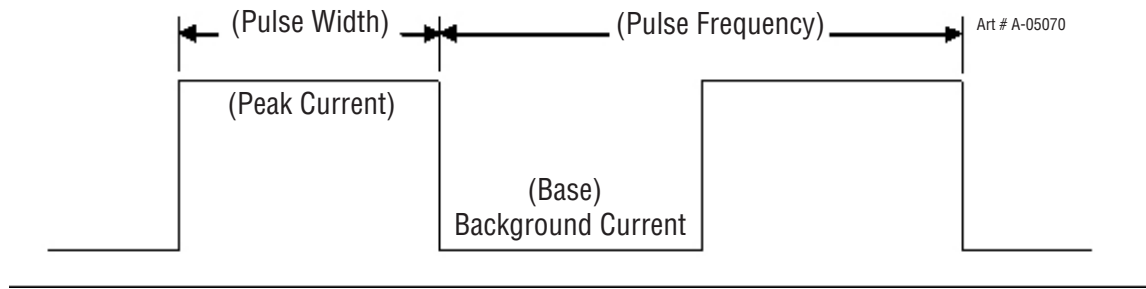 (Pulse Width)
(Pulse Frequency)
Art # A-05070
(Peak Current)
(Base)
Background Current